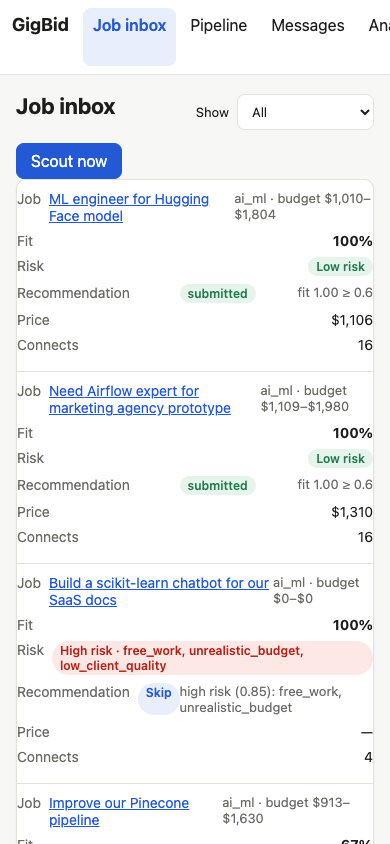 GigBid Job inbox Pipeline Messages
Job inbox
Show All
Scout now
Job ML engineer for Hugging Face model ai_ml · budget $1,010–$1,804
Fit 100%
Risk Low risk
Recommendation submitted fit 1.00 ≥ 0.6
Price $1,106
Connects 16
Job Need Airflow expert for marketing agency prototype ai_ml · budget $1,109–$1,980
Fit 100%
Risk Low risk
Recommendation submitted fit 1.00 ≥ 0.6
Price $1,310
Connects 16
Job Build a scikit-learn chatbot for our SaaS docs ai_ml · budget $0–$0
Fit 100%
Risk High risk · free_work, unrealistic_budget, low_client_quality
Recommendation Skip high risk (0.85): free_work, unrealistic_budget
Price —
Connects 4
Job Improve our Pinecone pipeline ai_ml · budget $913–$1,630
Fit 67%